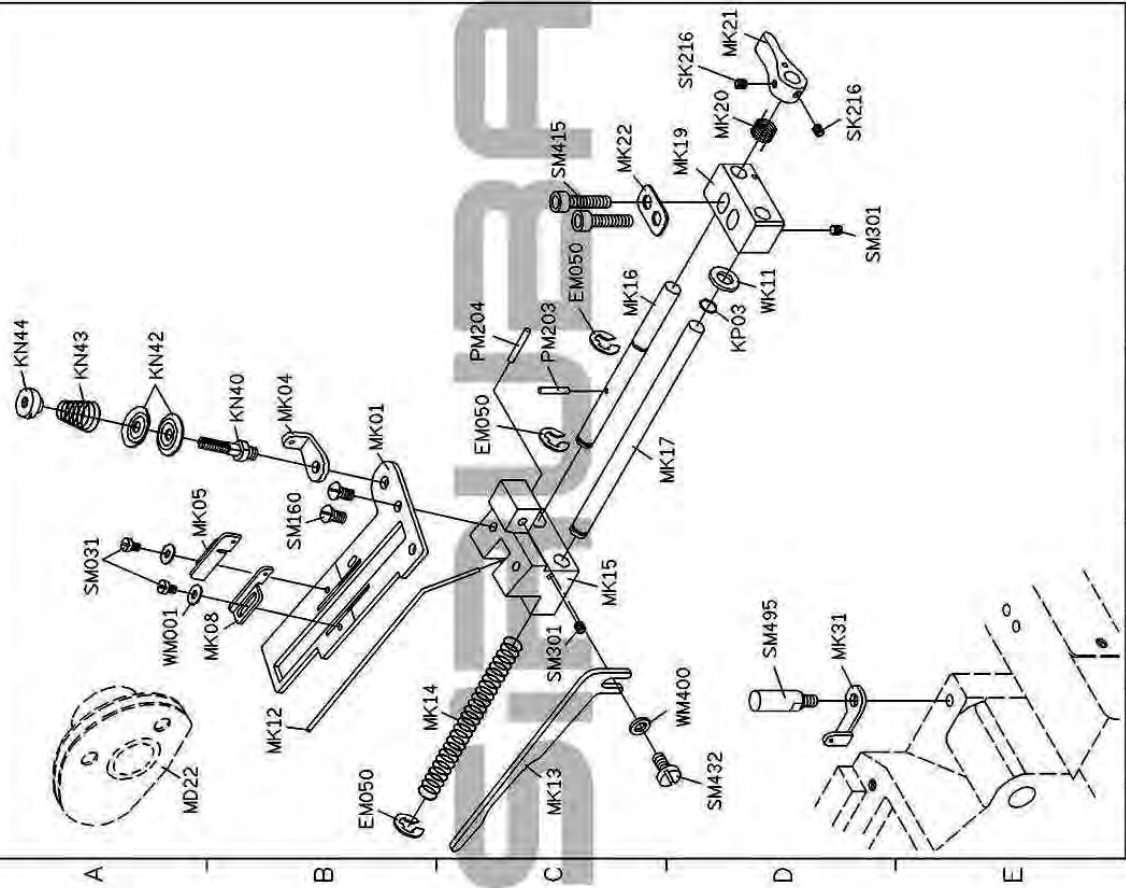 KN44
KN43
KN42
KN40
MK04
MK01
SM160
SM031
MK05
WM001
MK08
MD22
MK12
MK14
EM050
MK13
SM301
MK15
WM400
SM432
PM204
PM203
EM050
EM050
MK16
MK17
KP03
WK11
SM415
MK22
MK19
MK20
SK216
MK21
SK216
SM301
SM495
MK31
A
B
C
D
E
SIRUBA